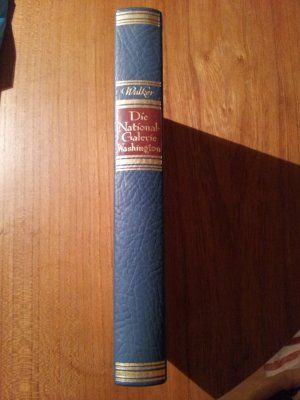 Walker
Die
National-
Galerie
Washington